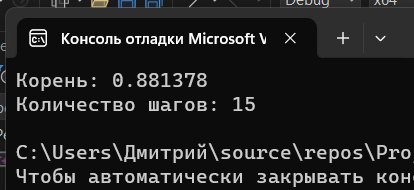 Debug
x64
Консоль отладки Microsoft V
Корень: 0.881378
Количество шагов: 15
C:\Users\Дмитрий\source\repos\Pro
Чтобы автоматически закрывать кон